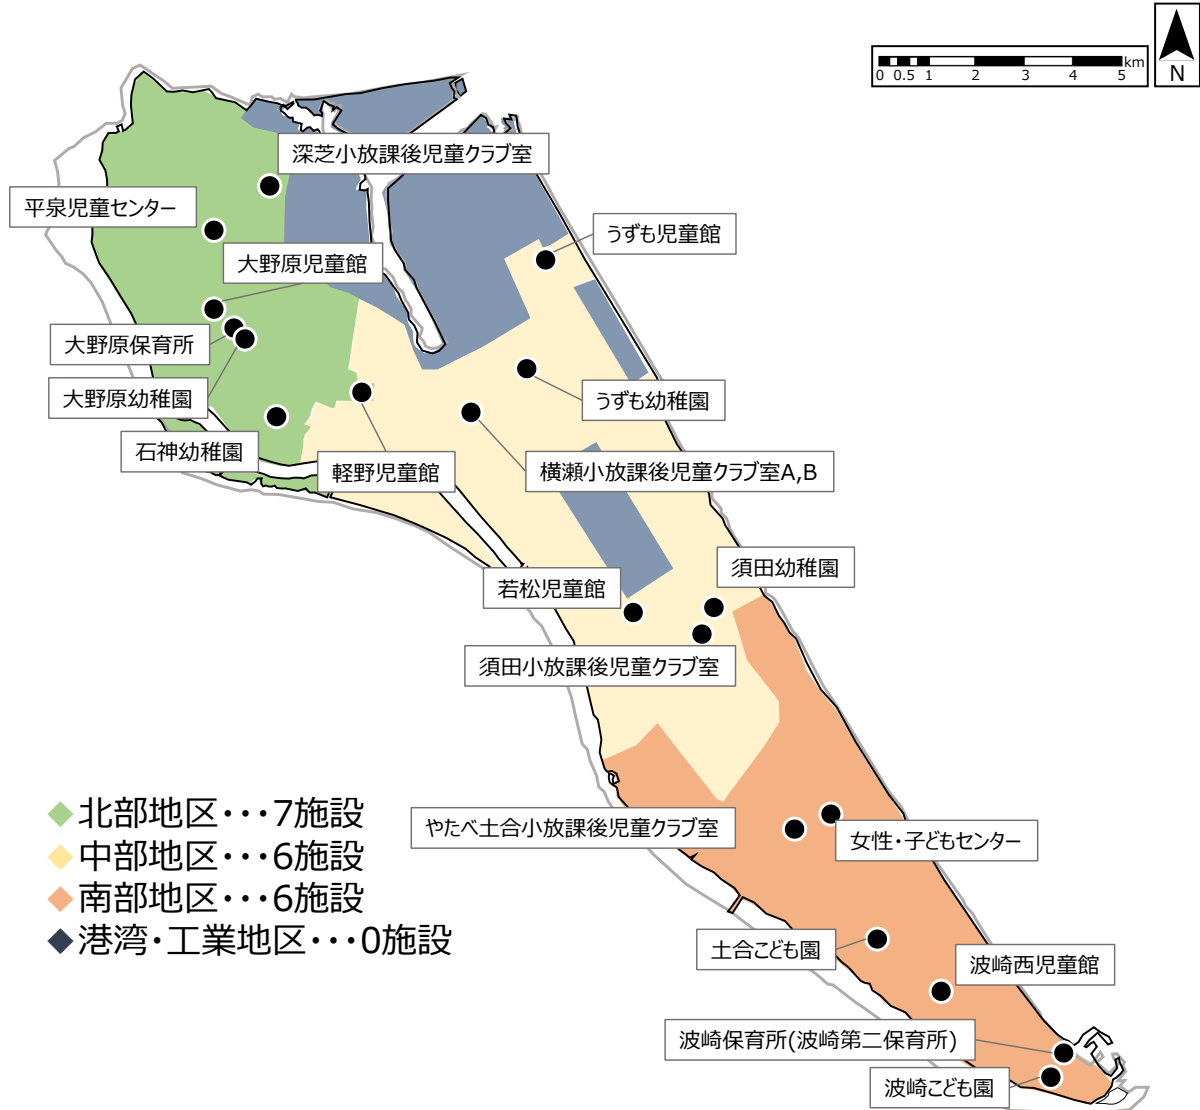 km
0 0.5 1 2 3 4 5
N
深芝小放課後児童クラブ室
平泉児童センター
うずも児童館
大野原児童館
大野原保育所
大野原幼稚園
うずも幼稚園
石神幼稚園
軽野児童館
横瀬小放課後児童クラブ室A,B
須田幼稚園
若松児童館
須田小放課後児童クラブ室
◆北部地区・・・7施設
◆中部地区・・・6施設
◆南部地区・・・6施設
◆港湾・工業地区・・・0施設
やたべ土合小放課後児童クラブ室
女性・子どもセンター
土合こども園
波崎西児童館
波崎保育所(波崎第二保育所)
波崎こども園